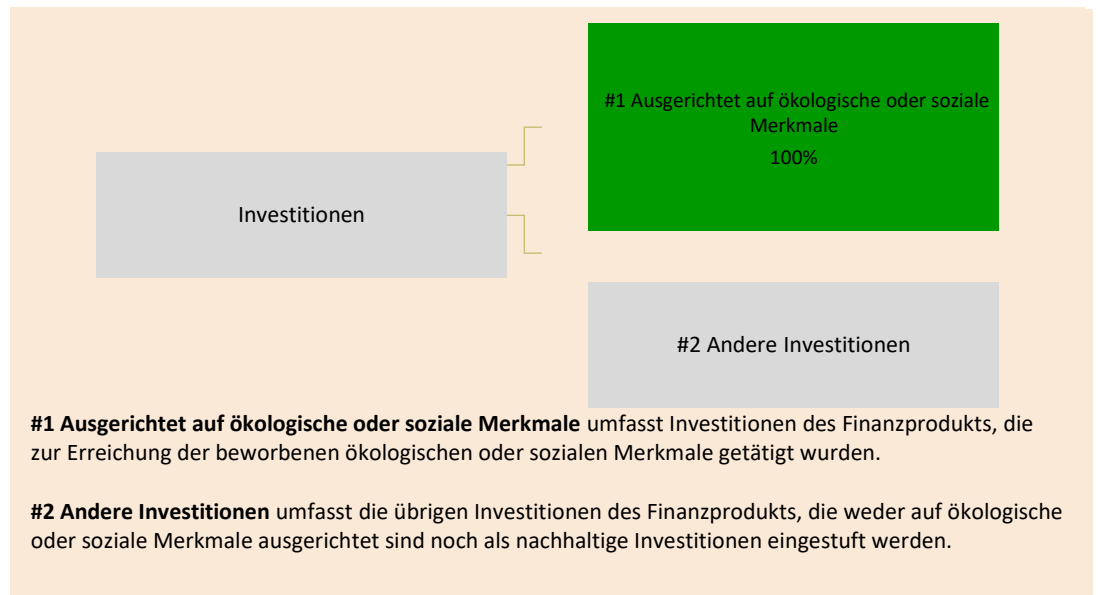 #1 Ausgerichtet auf ökologische oder soziale
Merkmale
100%
Investitionen
#2 Andere Investitionen
#1 Ausgerichtet auf ökologische oder soziale Merkmale umfasst Investitionen des Finanzprodukts, die
zur Erreichung der beworbenen ökologischen oder sozialen Merkmale getätigt wurden.
#2 Andere Investitionen umfasst die übrigen Investitionen des Finanzprodukts, die weder auf ökologische
oder soziale Merkmale ausgerichtet sind noch als nachhaltige Investitionen eingestuft werden.